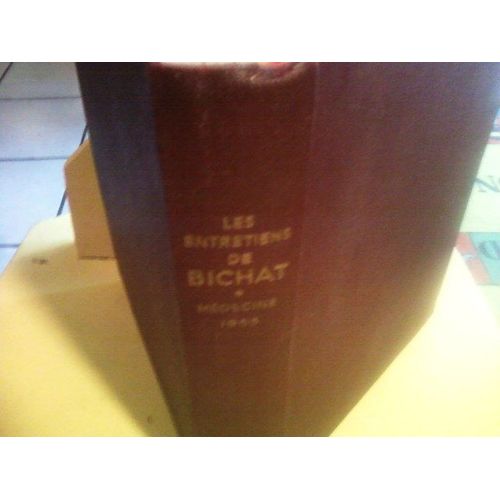 LES
ENTRETIENS
DE
BICHAT
MÉDECINE